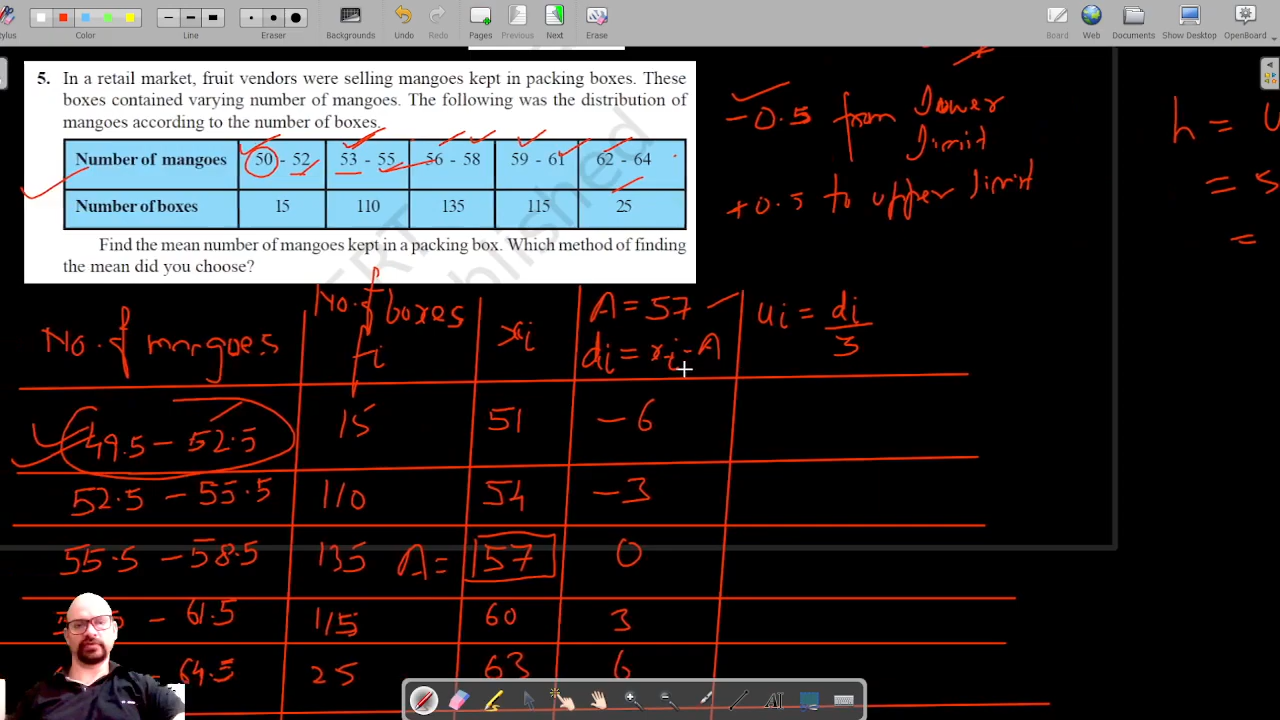 Color
Line
Eraser
Backgrounds
Undo
Redo
Pages
Previous
Next
Erase
Board
Web
Documents
Show Desktop
OpenBoard
5. In a retail market, fruit vendors were selling mangoes kept in packing boxes. These
boxes contained varying number of mangoes. The following was the distribution of
mangoes according to the number of boxes.
Number of mangoes 50 - 52 53 - 55 56 - 58 59 - 61 62 - 64
Number of boxes 15 110 135 115 25
Find the mean number of mangoes kept in a packing box. Which method of finding
the mean did you choose?
-0.5 from lower
limit
+0.5 to upper limit
h = U
= 5
=
No. of mangoes
No. of boxes
fi
xi
A = 57
di = xi - A
ui = di/3
49.5 - 52.5 15 51 -6
52.5 - 55.5 110 54 -3
55.5 - 58.5 135 A = 57 0
- 61.5 115 60 3
- 64.5 25 63 6